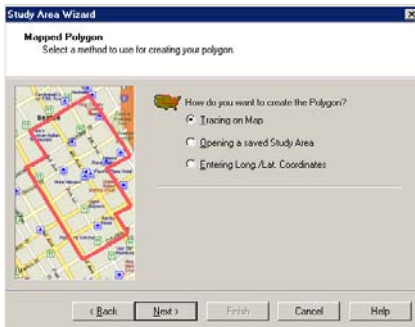 Study Area Wizard
Mapped Polygon
Select a method to use for creating your polygon.
How do you want to create the Polygon?
Tracing on Map
Opening a saved Study Area
Entering Long./Lat. Coordinates
< Back
Next >
Finish
Cancel
Help